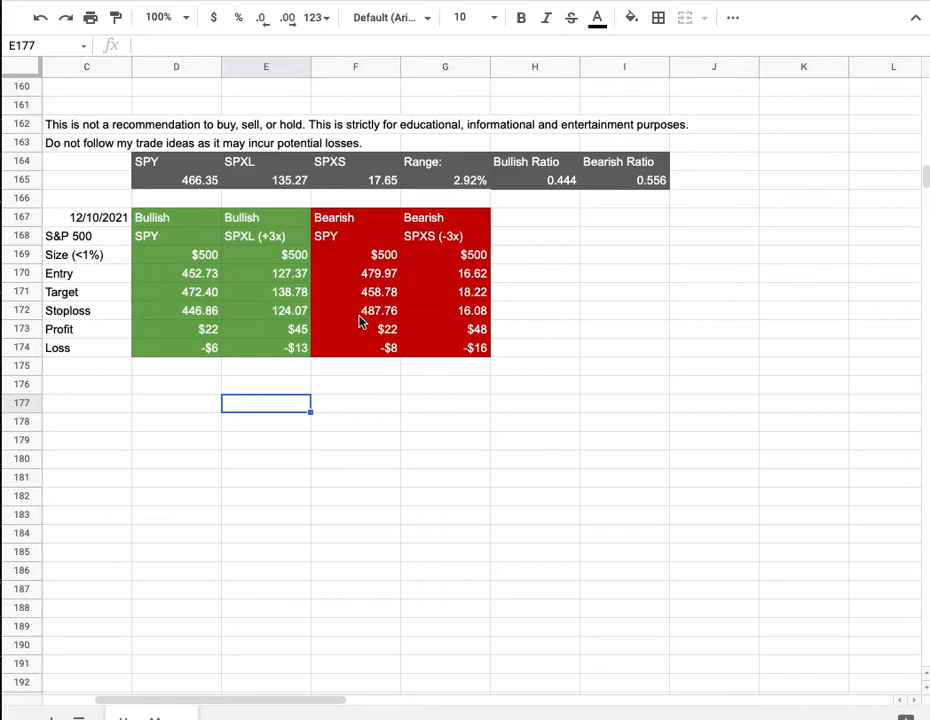 100% $ % .0 .00 123 Default (Ari... 10 B I S A
E177 fx
C D E F G H I J K L
160
161
162 This is not a recommendation to buy, sell, or hold. This is strictly for educational, informational and entertainment purposes.
163 Do not follow my trade ideas as it may incur potential losses.
164 SPY SPXL SPXS Range: Bullish Ratio Bearish Ratio
165 466.35 135.27 17.65 2.92% 0.444 0.556
166
167 12/10/2021 Bullish Bullish Bearish Bearish
168 S&P 500 SPY SPXL (+3x) SPY SPXS (-3x)
169 Size (<1%) $500 $500 $500 $500
170 Entry 452.73 127.37 479.97 16.62
171 Target 472.40 138.78 458.78 18.22
172 Stoploss 446.86 124.07 487.76 16.08
173 Profit $22 $45 $22 $48
174 Loss -$6 -$13 -$8 -$16
175
176
177
178
179
180
181
182
183
184
185
186
187
188
189
190
191
192